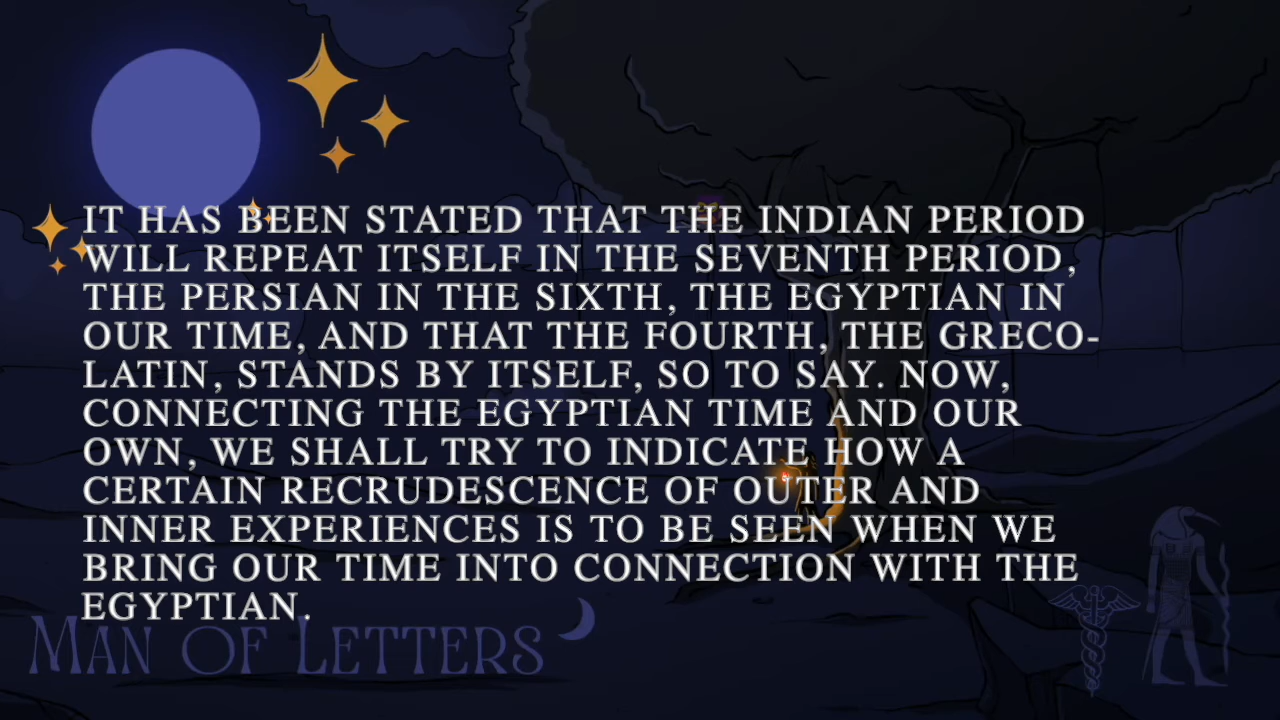 IT HAS BEEN STATED THAT THE INDIAN PERIOD
WILL REPEAT ITSELF IN THE SEVENTH PERIOD,
THE PERSIAN IN THE SIXTH, THE EGYPTIAN IN
OUR TIME, AND THAT THE FOURTH, THE GRECO-
LATIN, STANDS BY ITSELF, SO TO SAY. NOW,
CONNECTING THE EGYPTIAN TIME AND OUR
OWN, WE SHALL TRY TO INDICATE HOW A
CERTAIN RECRUDESCENCE OF OUTER AND
INNER EXPERIENCES IS TO BE SEEN WHEN WE
BRING OUR TIME INTO CONNECTION WITH THE
EGYPTIAN.
MAN OF LETTERS